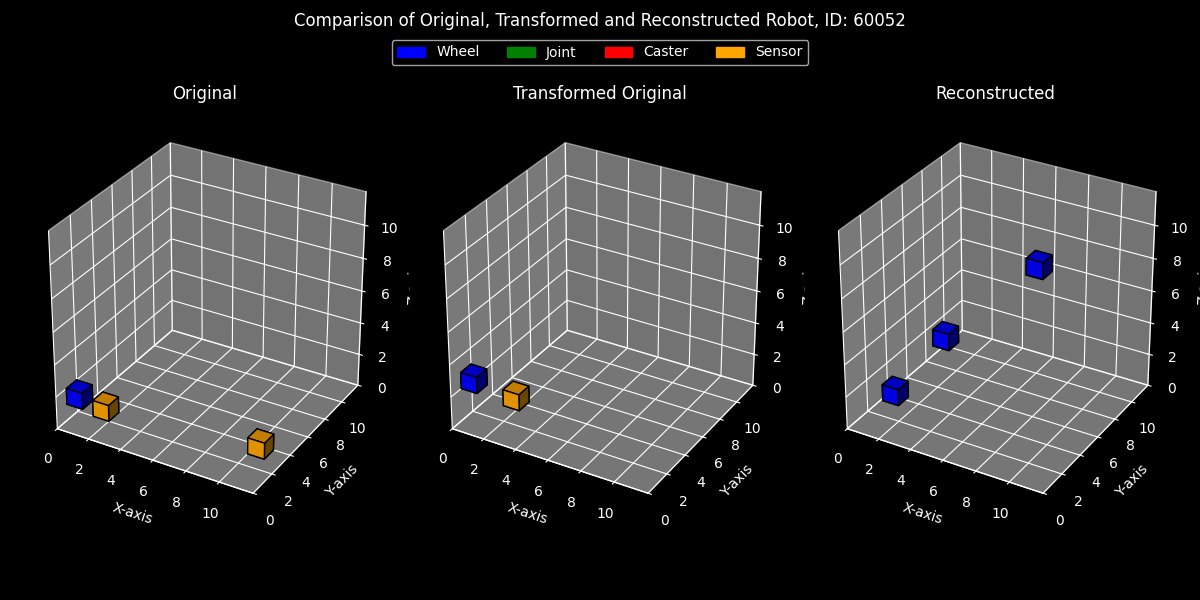 Comparison of Original, Transformed and Reconstructed Robot, ID: 60052
Wheel Joint Caster Sensor
Original Transformed Original Reconstructed
10 10 10
8 8 8
6 6 6
4 4 4
2 2 2
0 0 0
0 2 4 6 8 10 0 2 4 6 8 10 0 2 4 6 8 10
0 2 4 6 8 10 0 2 4 6 8 10 0 2 4 6 8 10
X-axis Y-axis X-axis Y-axis X-axis Y-axis